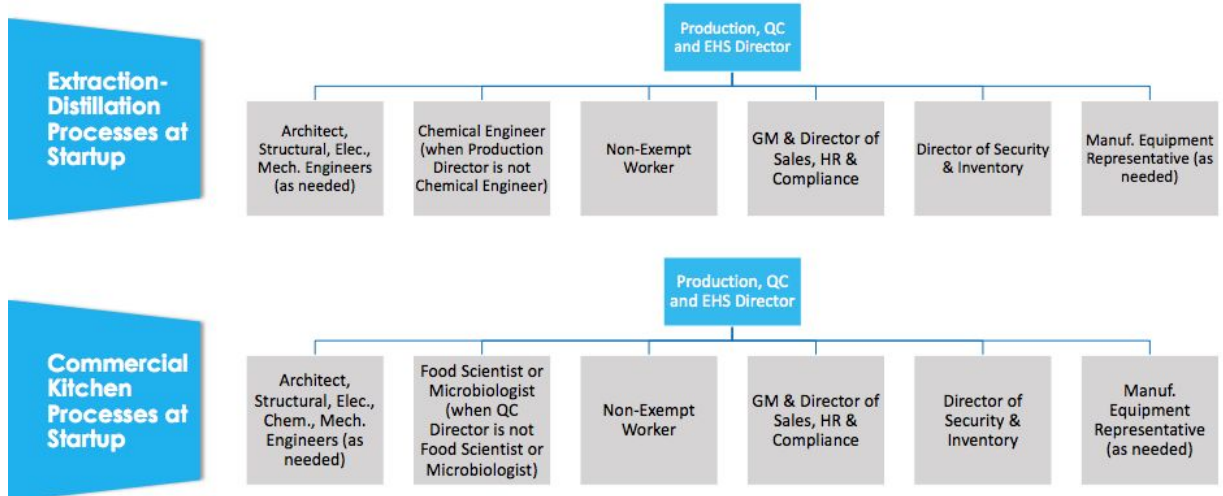 Extraction-
Distillation
Processes at
Startup
Production, QC
and EHS Director
Architect,
Structural, Elec.,
Mech. Engineers
(as needed)
Chemical Engineer
(when Production
Director is not
Chemical Engineer)
Non-Exempt
Worker
GM & Director of
Sales, HR &
Compliance
Director of Security
& Inventory
Manuf. Equipment
Representative (as
needed)
Commercial
Kitchen
Processes at
Startup
Production, QC
and EHS Director
Architect,
Structural, Elec.,
Chem., Mech.
Engineers (as
needed)
Food Scientist or
Microbiologist
(when QC
Director is not
Food Scientist or
Microbiologist)
Non-Exempt
Worker
GM & Director of
Sales, HR &
Compliance
Director of
Security &
Inventory
Manuf.
Equipment
Representative
(as needed)